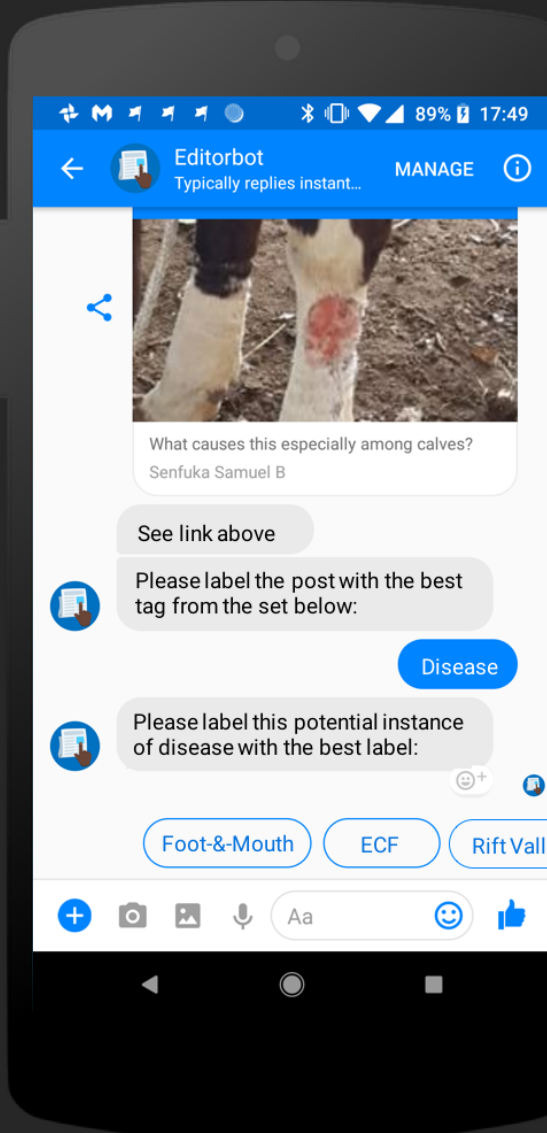 89% 17:49
Editorbot
Typically replies instant...
MANAGE
What causes this especially among calves?
Senfuka Samuel B
See link above
Please label the post with the best
tag from the set below:
Disease
Please label this potential instance
of disease with the best label:
Foot-&-Mouth
ECF
Rift Vall
Aa